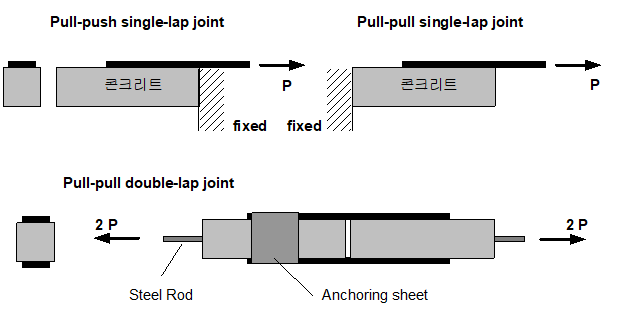 Pull-push single-lap joint
Pull-pull single-lap joint
콘크리트
P
fixed
콘크리트
P
fixed
Pull-pull double-lap joint
2 P
2 P
Steel Rod
Anchoring sheet